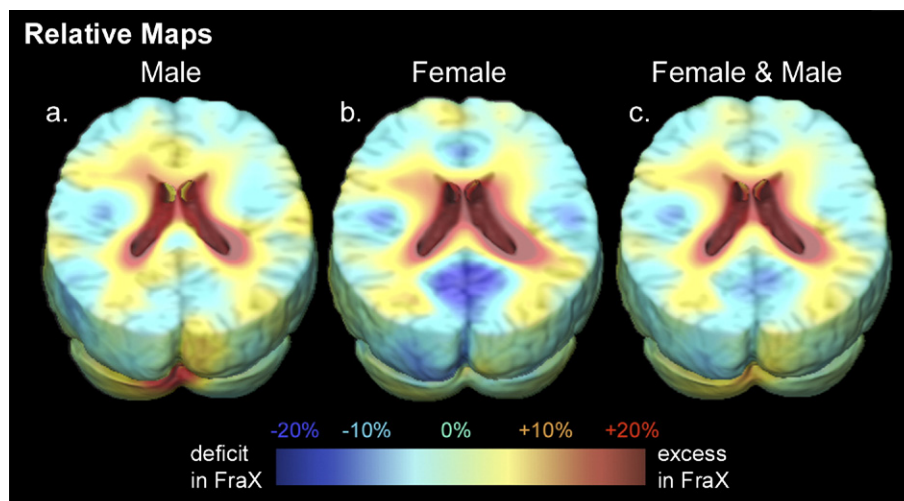 Relative Maps
Male Female Female & Male
a. b. c.
-20% -10% 0% +10% +20%
deficit excess
in FraX in FraX